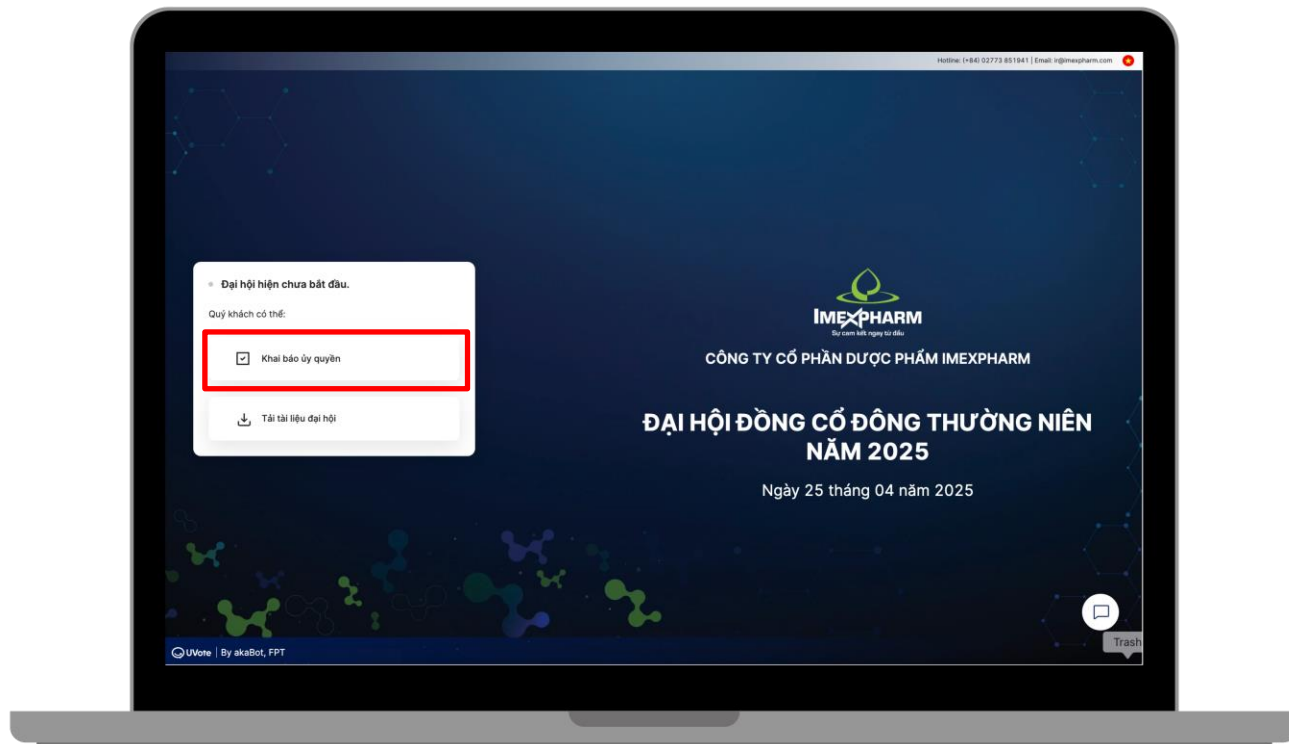 Hotline: (+84) 02773 851941 | Email: ir@imexpharm.com
Đại hội hiện chưa bắt đầu.
Quý khách có thể:
Khai báo ủy quyền
Tải tài liệu đại hội
IMEXPHARM
Sự cam kết ngay từ đầu
CÔNG TY CỔ PHẦN DƯỢC PHẨM IMEXPHARM
ĐẠI HỘI ĐỒNG CỔ ĐÔNG THƯỜNG NIÊN
NĂM 2025
Ngày 25 tháng 04 năm 2025
Trash
UVote | By akaBot, FPT